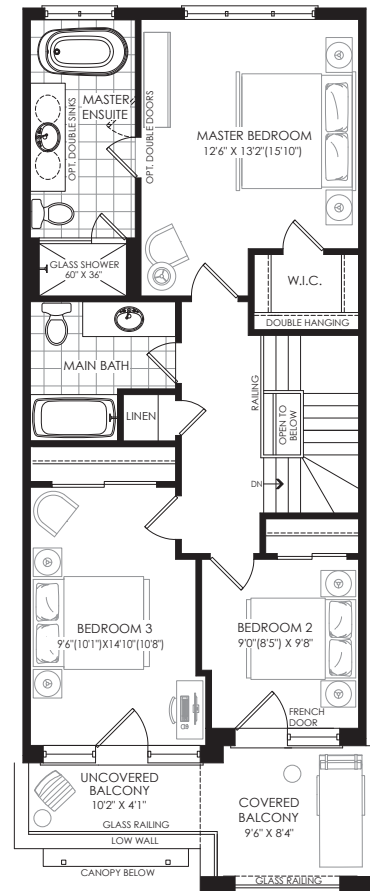 MASTER
ENSUITE
OPT. DOUBLE SINKS
OPT. DOUBLE DOORS
MASTER BEDROOM
12'6" X 13'2"(15'10")
GLASS SHOWER
60" X 36"
W.I.C.
DOUBLE HANGING
MAIN BATH
LINEN
RAILING
OPEN TO
BELOW
DN
BEDROOM 3
9'6"(10'1")X14'10"(10'8")
BEDROOM 2
9'0"(8'5") X 9'8"
FRENCH
DOOR
UNCOVERED
BALCONY
10'2" X 4'1"
COVERED
BALCONY
9'6" X 8'4"
GLASS RAILING
LOW WALL
CANOPY BELOW
GLASS RAILING